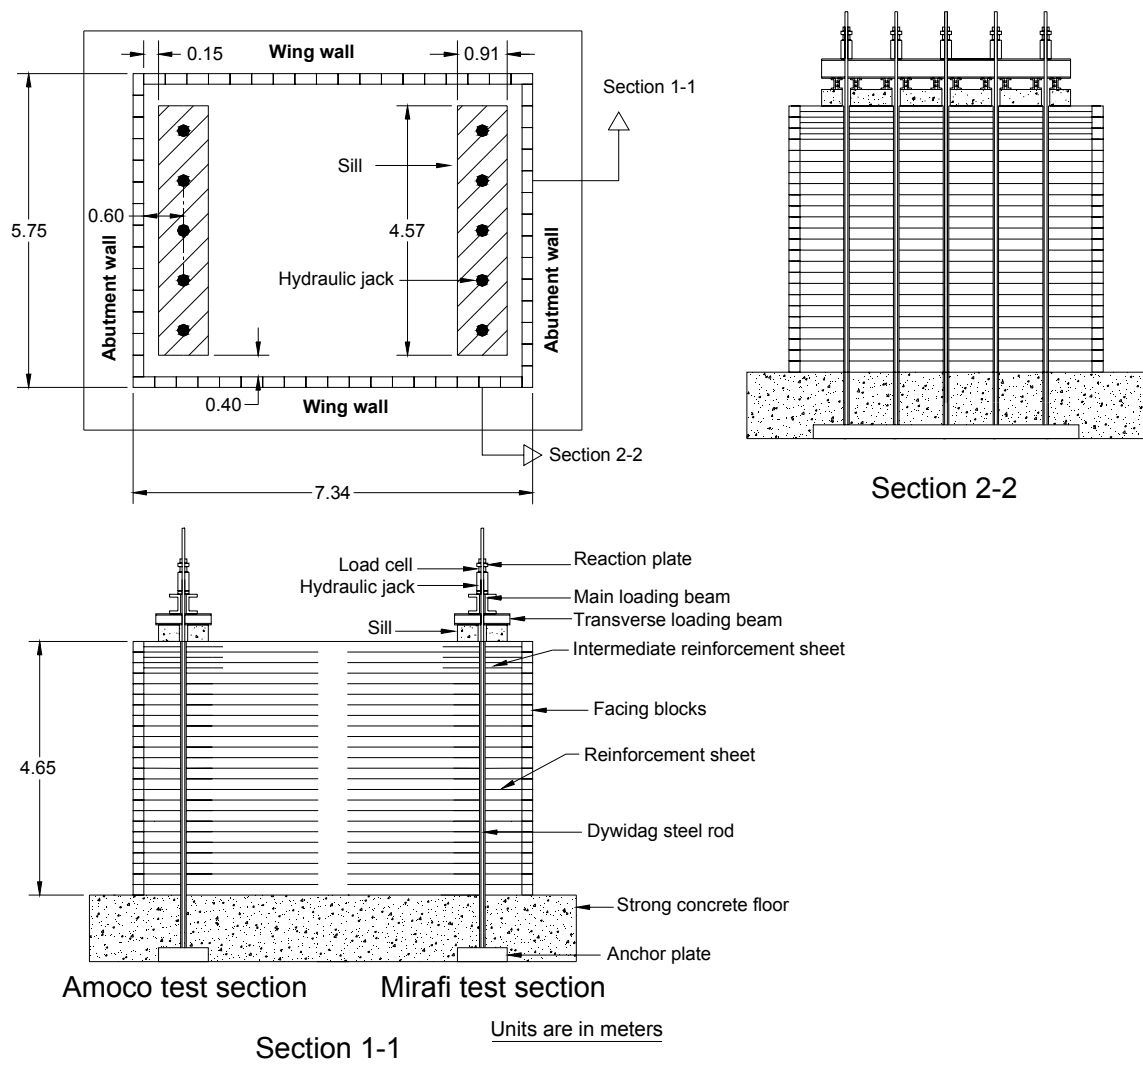 Wing wall
0.15
0.91
Section 1-1
Sill
0.60
5.75
4.57
Abutment wall
Abutment wall
Hydraulic jack
0.40
Wing wall
Section 2-2
7.34
Section 2-2
Load cell
Reaction plate
Hydraulic jack
Main loading beam
Transverse loading beam
Sill
Intermediate reinforcement sheet
Facing blocks
Reinforcement sheet
4.65
Dywidag steel rod
Strong concrete floor
Anchor plate
Amoco test section
Mirafi test section
Units are in meters
Section 1-1